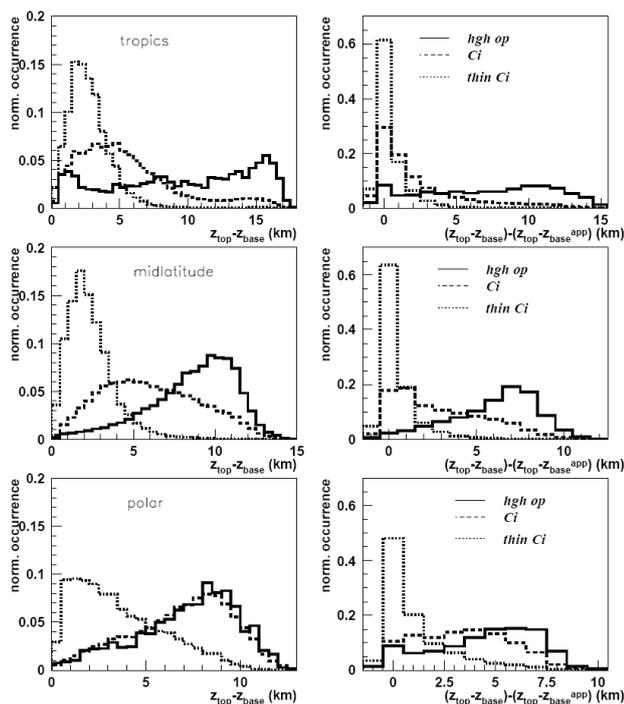 norm. occurrence
0.2
0.15
0.1
0.05
0
tropics
0 5 10 15
z_top-z_base (km)
norm. occurrence
0.6
0.4
0.2
0
hgh op
Ci
thin Ci
0 5 10 15
(z_top-z_base)-(z_top-z_base^app) (km)
norm. occurrence
0.2
0.15
0.1
0.05
0
midlatitude
0 5 10 15
z_top-z_base (km)
norm. occurrence
0.6
0.4
0.2
0
hgh op
Ci
thin Ci
0 5 10
(z_top-z_base)-(z_top-z_base^app) (km)
norm. occurrence
0.2
0.15
0.1
0.05
0
polar
0 5 10
z_top-z_base (km)
norm. occurrence
0.6
0.4
0.2
0
hgh op
Ci
thin Ci
0 2.5 5 7.5 10
(z_top-z_base)-(z_top-z_base^app) (km)